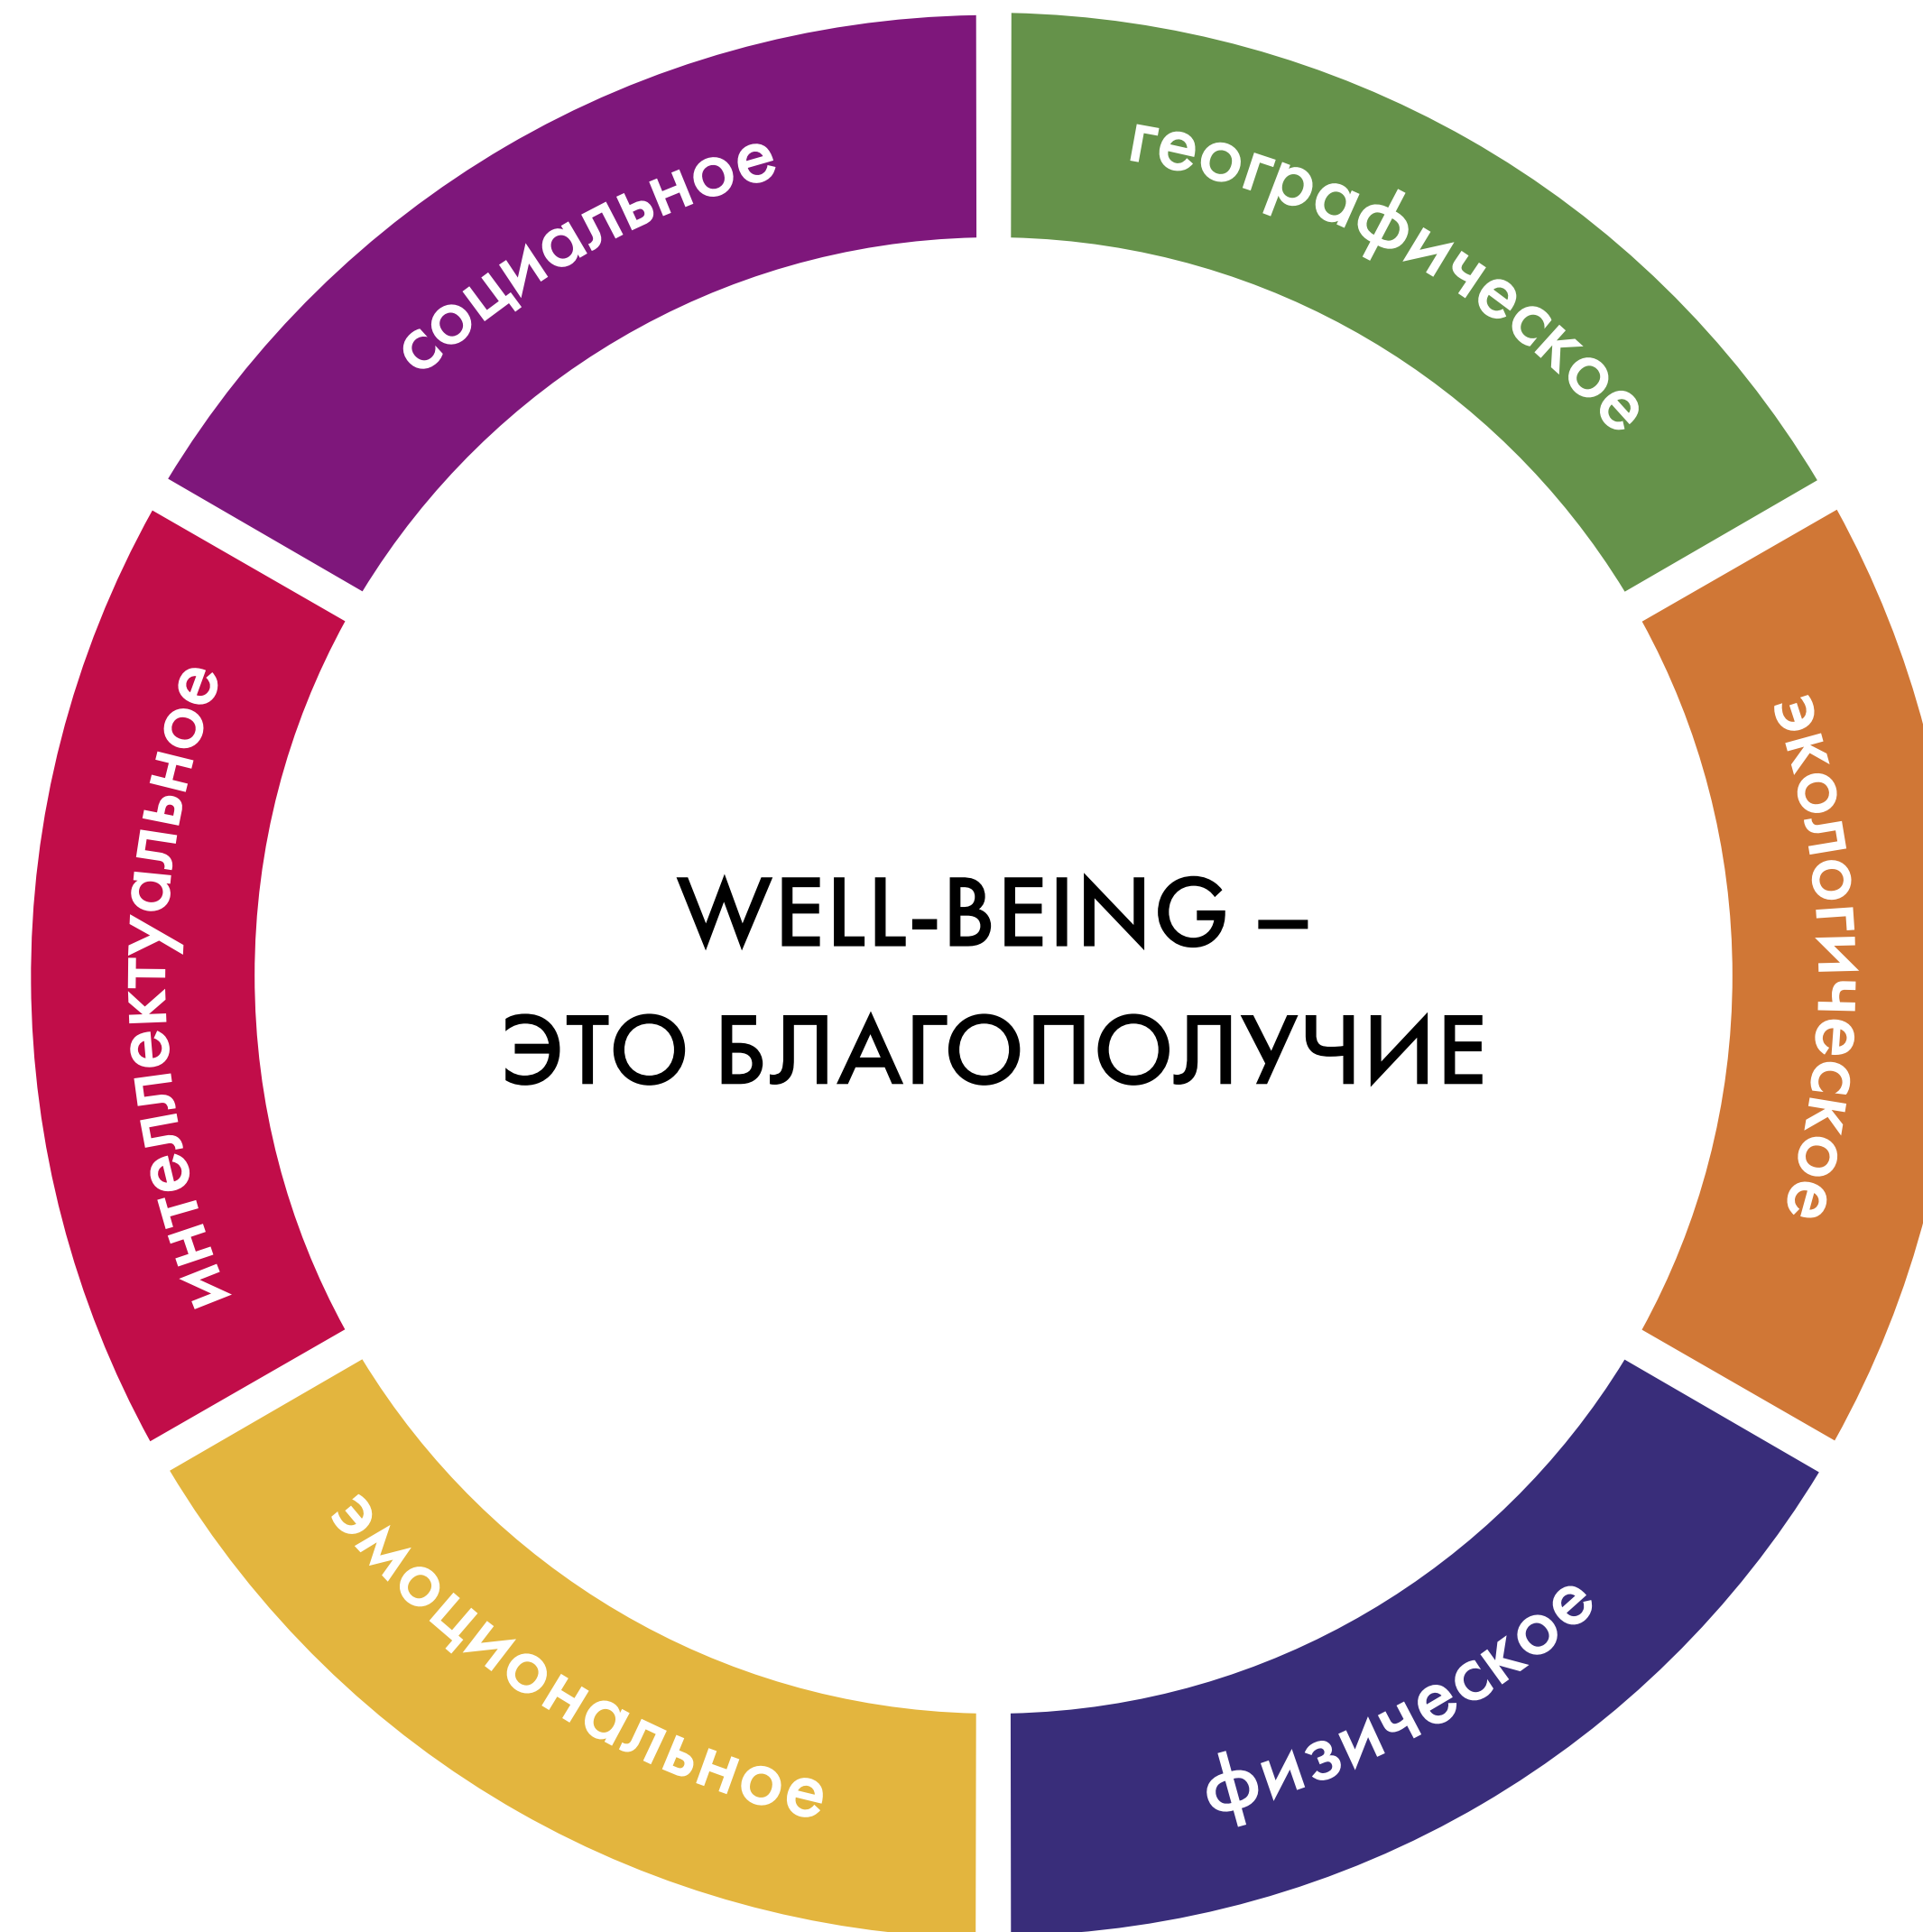 социальное
географическое
экологическое
физическое
эмоциональное
интеллектуальное
WELL-BEING —
ЭТО БЛАГОПОЛУЧИЕ